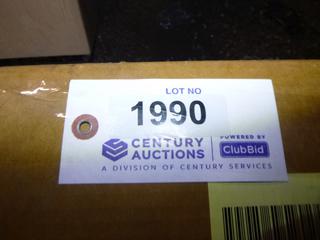 LOT NO
1990
CENTURY
AUCTIONS
POWERED BY
ClubBid
A DIVISION OF CENTURY SERVICES